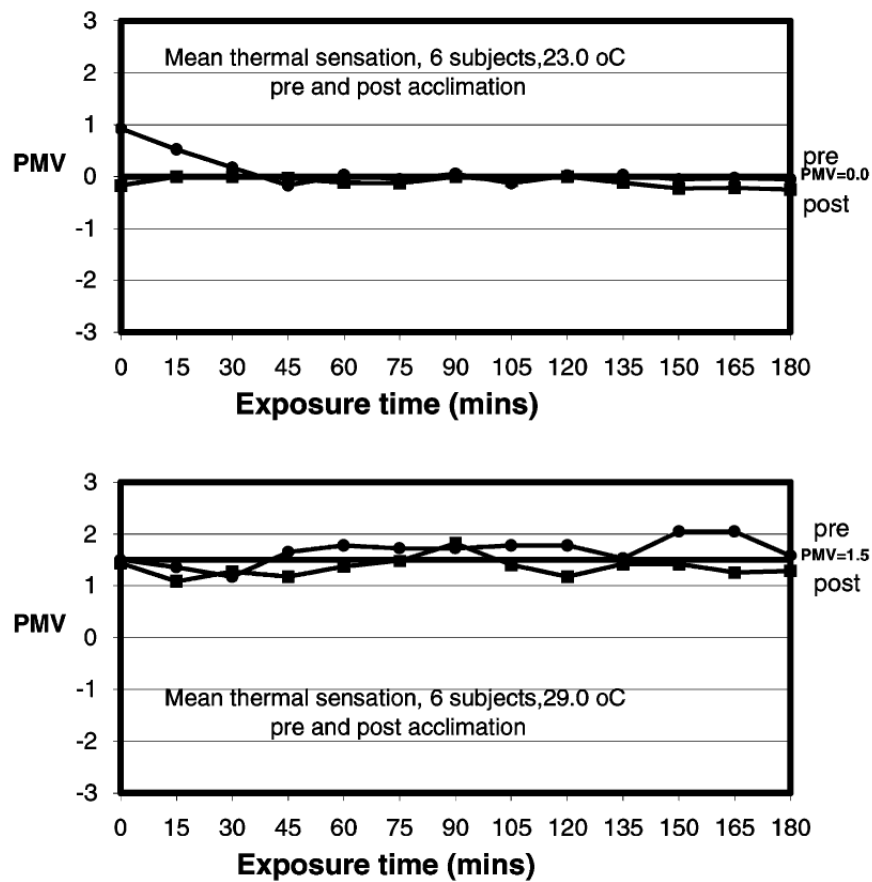 3
Mean thermal sensation, 6 subjects,23.0 oC
pre and post acclimation
2
1
PMV
0
-1
-2
-3
pre
PMV=0.0
post
0 15 30 45 60 75 90 105 120 135 150 165 180
Exposure time (mins)
3
2
1
PMV
0
-1
-2
-3
pre
PMV=1.5
post
Mean thermal sensation, 6 subjects,29.0 oC
pre and post acclimation
0 15 30 45 60 75 90 105 120 135 150 165 180
Exposure time (mins)